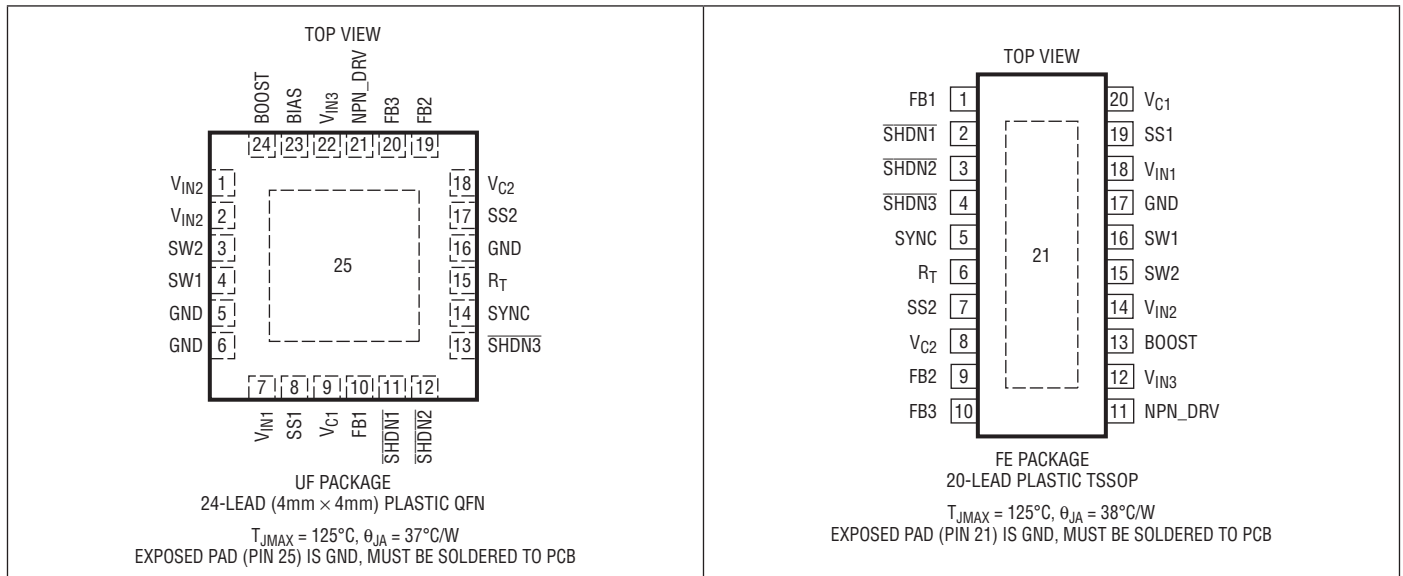 TOP VIEW
BOOST
BIAS
VIN3
NPN_DRV
FB3
FB2
24 23 22 21 20 19
VIN2 1
VIN2 2
SW2 3
SW1 4
GND 5
GND 6
25
18 VC2
17 SS2
16 GND
15 RT
14 SYNC
13 SHDN3
7 8 9 10 11 12
VIN1
SS1
VC1
FB1
SHDN1
SHDN2
UF PACKAGE
24-LEAD (4mm × 4mm) PLASTIC QFN
TJMAX = 125°C, θJA = 37°C/W
EXPOSED PAD (PIN 25) IS GND, MUST BE SOLDERED TO PCB
TOP VIEW
FB1 1
SHDN1 2
SHDN2 3
SHDN3 4
SYNC 5
RT 6
SS2 7
VC2 8
FB2 9
FB3 10
21
20 VC1
19 SS1
18 VIN1
17 GND
16 SW1
15 SW2
14 VIN2
13 BOOST
12 VIN3
11 NPN_DRV
FE PACKAGE
20-LEAD PLASTIC TSSOP
TJMAX = 125°C, θJA = 38°C/W
EXPOSED PAD (PIN 21) IS GND, MUST BE SOLDERED TO PCB